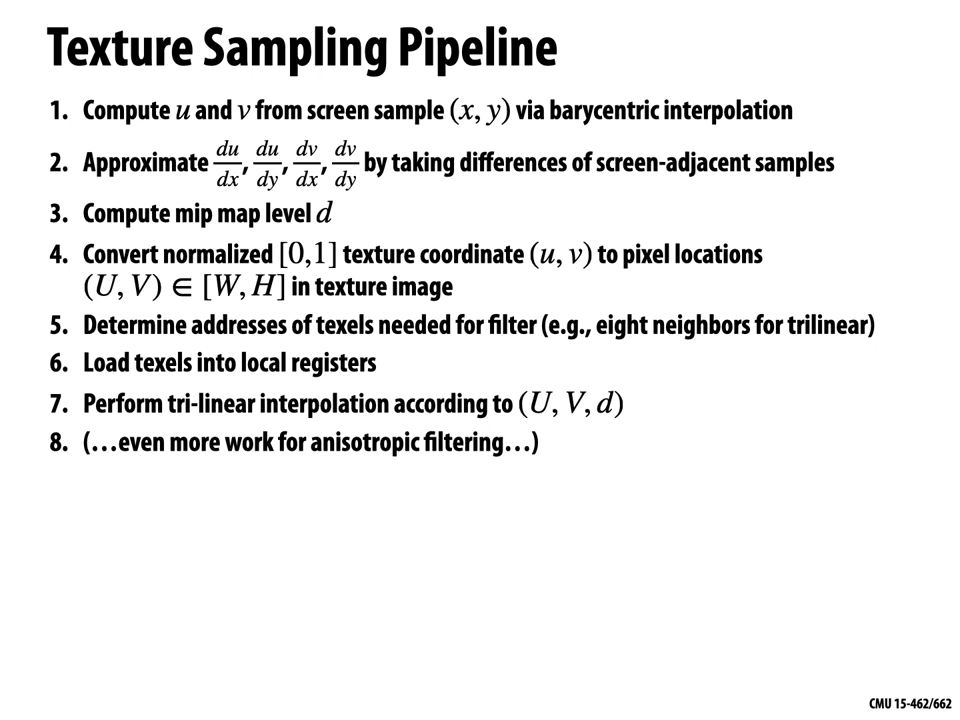 Texture Sampling Pipeline
1. Compute u and v from screen sample (x, y) via barycentric interpolation
2. Approximate du/dx, du/dy, dv/dx, dv/dy by taking differences of screen-adjacent samples
3. Compute mip map level d
4. Convert normalized [0,1] texture coordinate (u, v) to pixel locations
(U, V) ∈ [W, H] in texture image
5. Determine addresses of texels needed for filter (e.g., eight neighbors for trilinear)
6. Load texels into local registers
7. Perform tri-linear interpolation according to (U, V, d)
8. (…even more work for anisotropic filtering…)
CMU 15-462/662